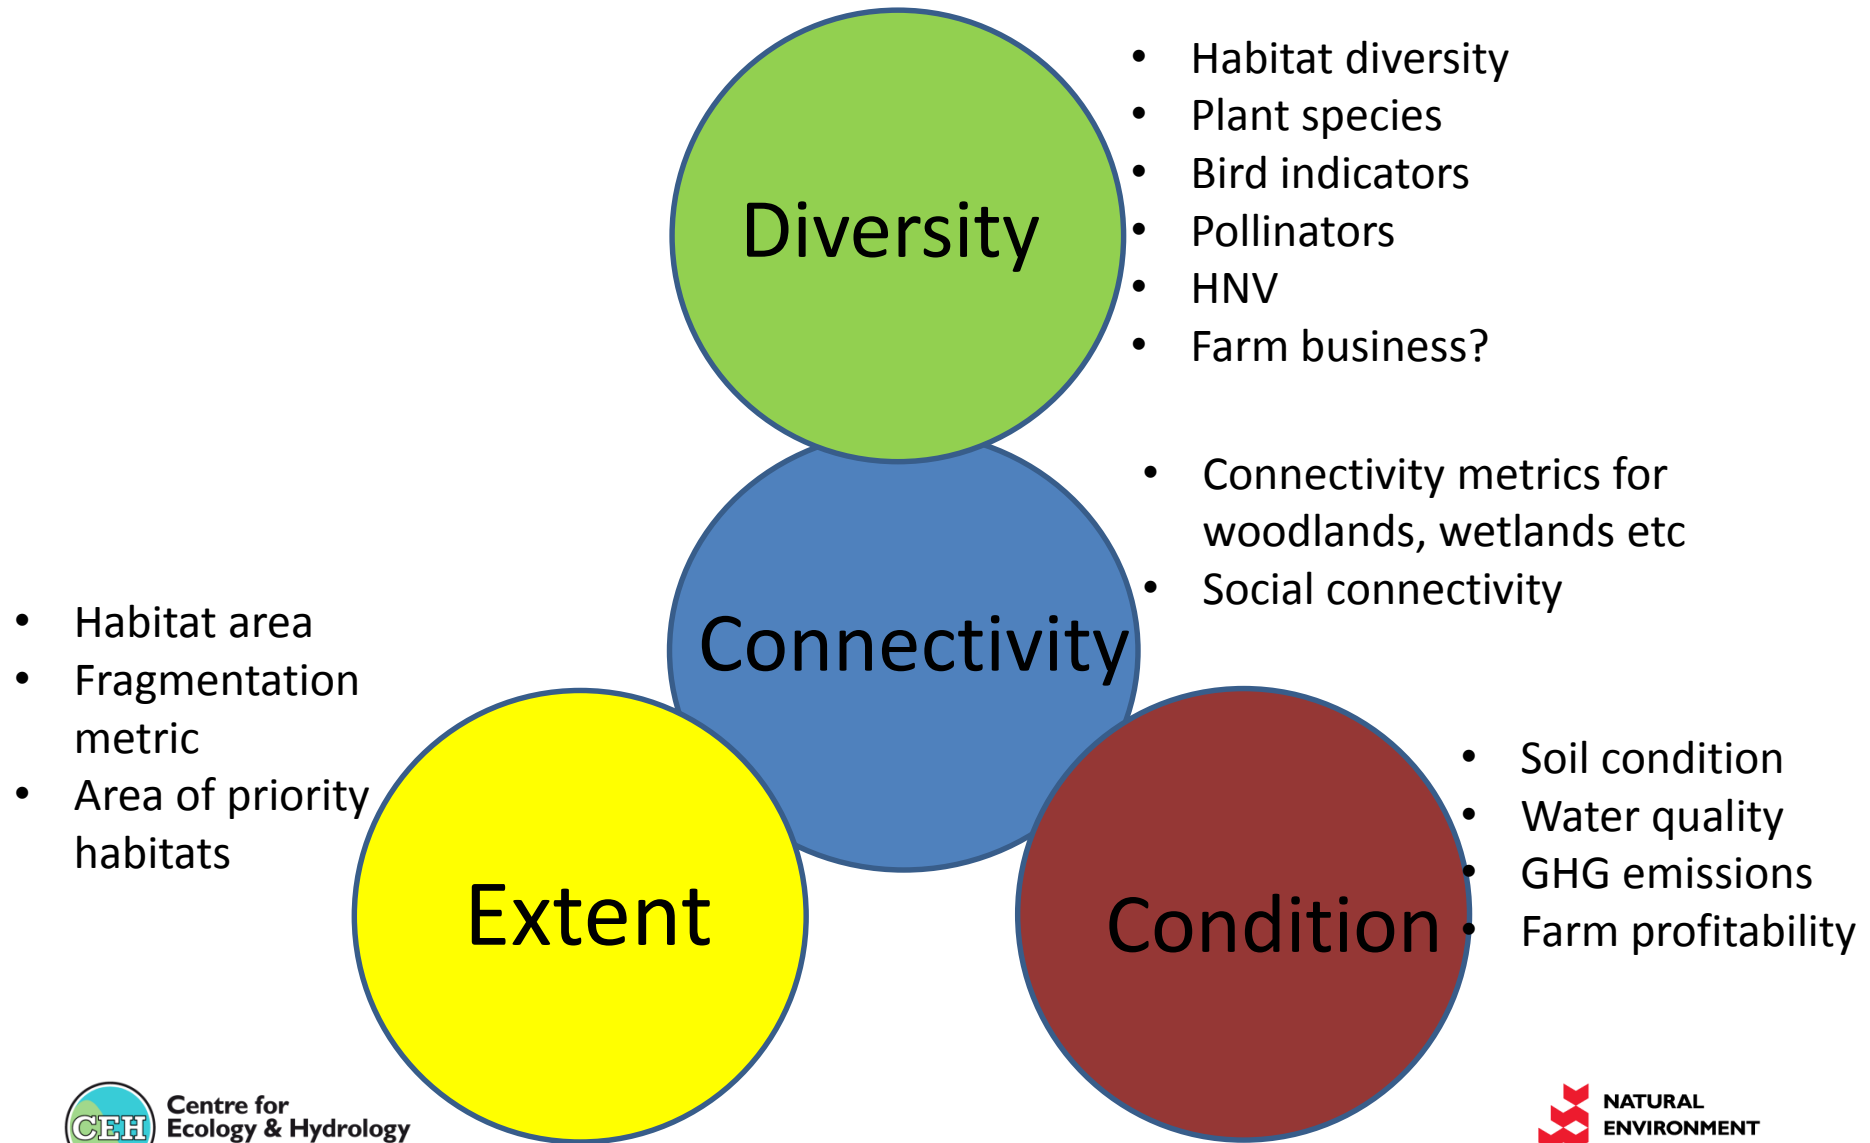 • Habitat diversity
• Plant species
• Bird indicators
• Pollinators
• HNV
• Farm business?
Diversity
• Connectivity metrics for
woodlands, wetlands etc
• Social connectivity
Connectivity
• Habitat area
• Fragmentation
metric
• Area of priority
habitats
Extent
• Soil condition
• Water quality
• GHG emissions
• Farm profitability
Condition
CEH
Centre for
Ecology & Hydrology
NATURAL
ENVIRONMENT